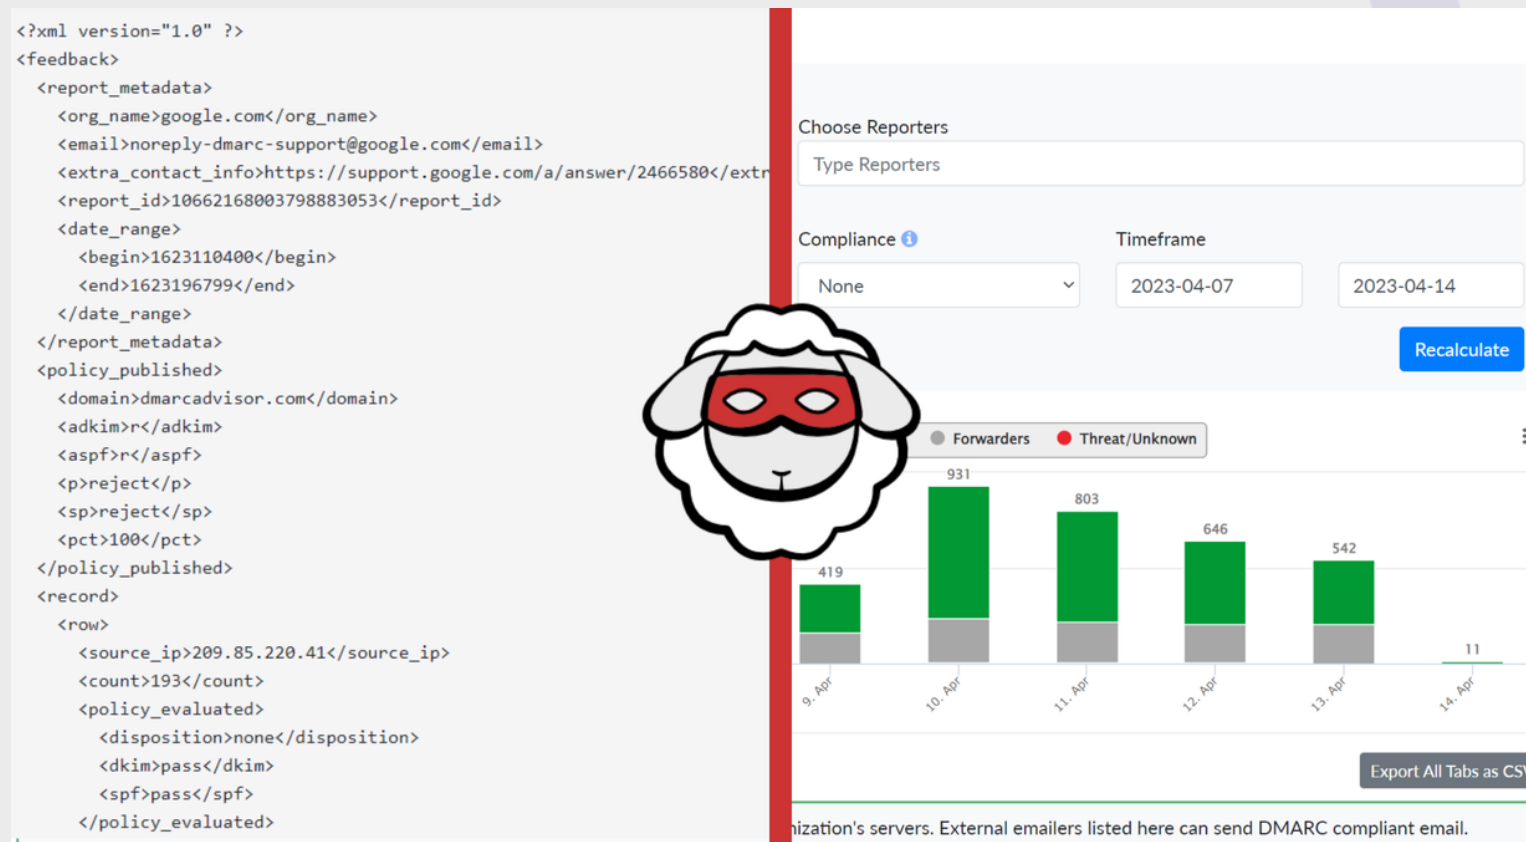 <?xml version="1.0" ?>
<feedback>
<report_metadata>
<org_name>google.com</org_name>
<email>noreply-dmarc-support@google.com</email>
<extra_contact_info>https://support.google.com/a/answer/2466580</extr
<report_id>10662168003798883053</report_id>
<date_range>
<begin>1623110400</begin>
<end>1623196799</end>
</date_range>
</report_metadata>
<policy_published>
<domain>dmarcadvisor.com</domain>
<adkim>r</adkim>
<aspf>r</aspf>
<p>reject</p>
<sp>reject</sp>
<pct>100</pct>
</policy_published>
<record>
<row>
<source_ip>209.85.220.41</source_ip>
<count>193</count>
<policy_evaluated>
<disposition>none</disposition>
<dkim>pass</dkim>
<spf>pass</spf>
</policy_evaluated>
Choose Reporters
Type Reporters
Compliance Timeframe
None 2023-04-07 2023-04-14
Recalculate
Forwarders Threat/Unknown
419 931 803 646 542 11
9. Apr 10. Apr 11. Apr 12. Apr 13. Apr 14. Apr
Export All Tabs as CSV
nization's servers. External emailers listed here can send DMARC compliant email.